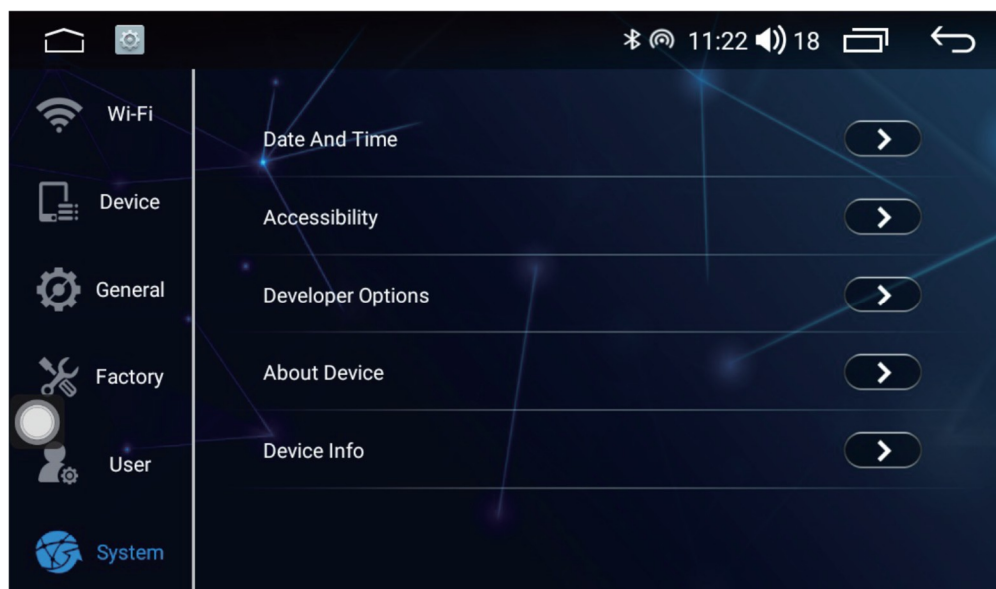 11:22 18
Wi-Fi
Device
General
Factory
User
System
Date And Time
Accessibility
Developer Options
About Device
Device Info